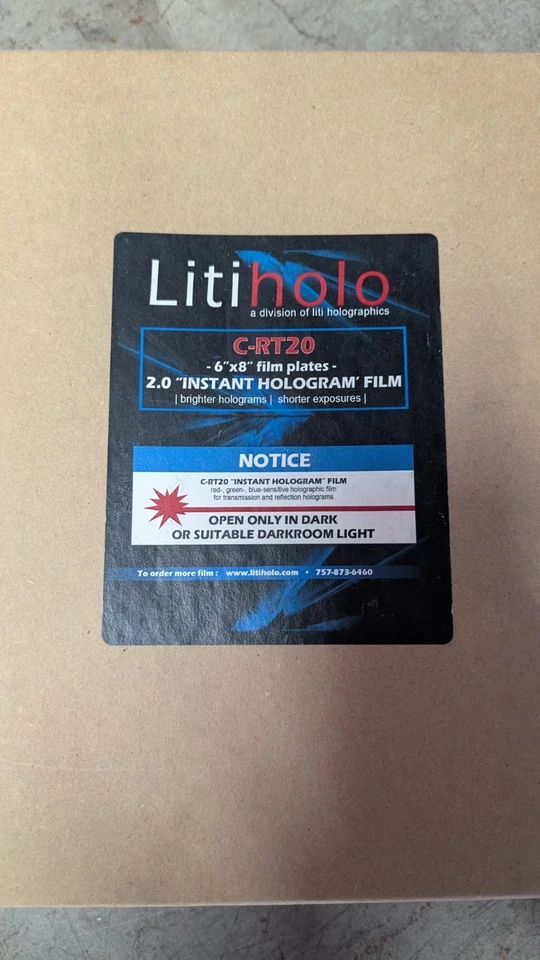 Litiholo
a division of liti holographics
C-RT20
- 6"x8" film plates -
2.0 "INSTANT HOLOGRAM' FILM
| brighter holograms | shorter exposures |
NOTICE
C-RT20 "INSTANT HOLOGRAM" FILM
red-, green-, blue-sensitive holographic film
for transmission and reflection holograms
OPEN ONLY IN DARK
OR SUITABLE DARKROOM LIGHT
To order more film : www.litiholo.com • 757-873-6460